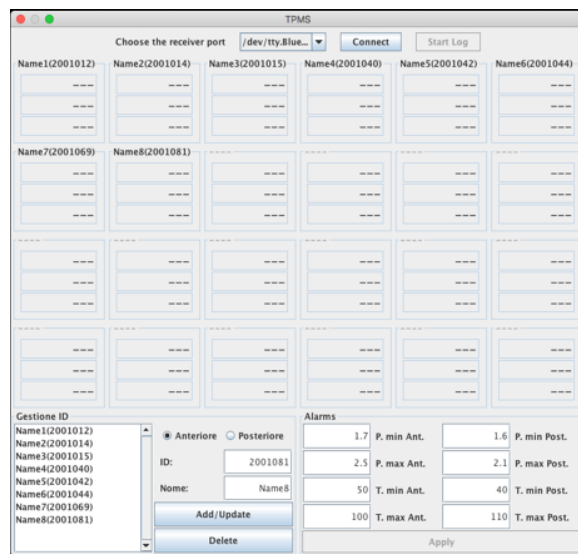 TPMS
Choose the receiver port /dev/tty.Blue... Connect Start Log
Name1(2001012) Name2(2001014) Name3(2001015) Name4(2001040) Name5(2001042) Name6(2001044)
--- --- --- --- --- ---
--- --- --- --- --- ---
--- --- --- --- --- ---
Name7(2001069) Name8(2001081) ---- ---- ---- ----
--- --- --- --- --- ---
--- --- --- --- --- ---
--- --- --- --- --- ---
---- ---- ---- ---- ---- ----
--- --- --- --- --- ---
--- --- --- --- --- ---
--- --- --- --- --- ---
---- ---- ---- ---- ---- ----
--- --- --- --- --- ---
--- --- --- --- --- ---
--- --- --- --- --- ---
Gestione ID
Name1(2001012)
Name2(2001014)
Name3(2001015)
Name4(2001040)
Name5(2001042)
Name6(2001044)
Name7(2001069)
Name8(2001081)
Anteriore Posteriore
ID: 2001081
Nome: Name8
Add/Update
Delete
Alarms
1.7 P. min Ant. 1.6 P. min Post.
2.5 P. max Ant. 2.1 P. max Post.
50 T. min Ant. 40 T. min Post.
100 T. max Ant. 110 T. max Post.
Apply